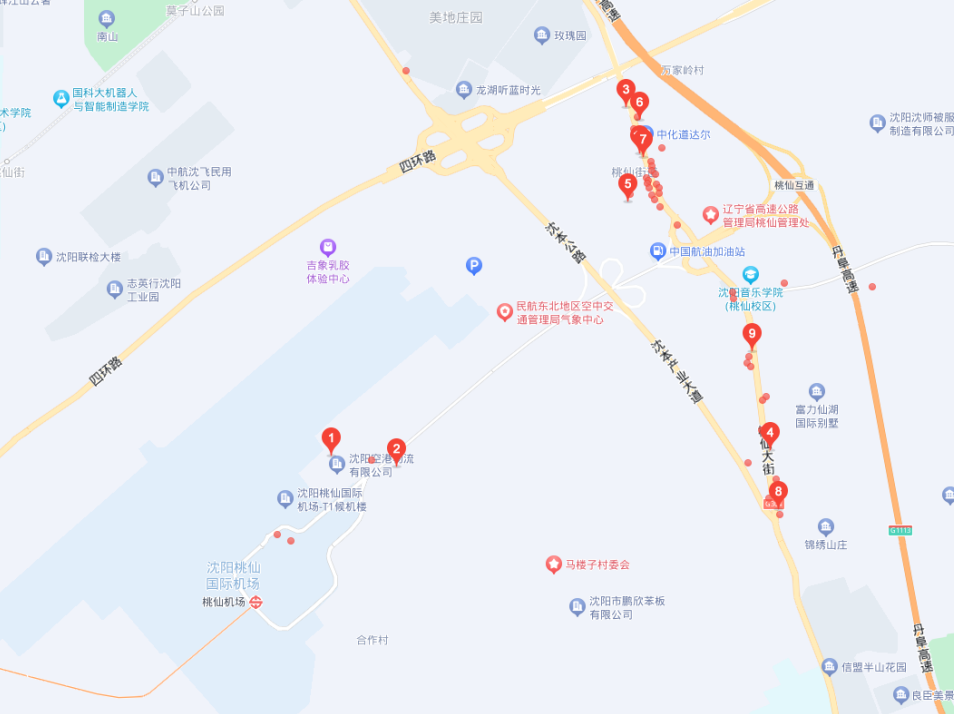 南山
莫子山公园
美地庄园
玫瑰园
丹阜高速
万家岭村
国科大机器人
与智能制造学院
术学院
龙湖听蓝时光
3
6
中化道达尔
7
沈阳沈师被服
制造有限公司
仙街
四环路
中航沈飞民用
飞机公司
桃仙街道
5
桃仙互通
辽宁省高速公路
管理局桃仙管理处
沈本公路
沈阳联检大楼
中国航油加油站
丹阜高速
吉象乳胶
体验中心
P
志英行沈阳
工业园
沈阳音乐学院
(桃仙校区)
民航东北地区空中交
通管理局气象中心
9
四环路
沈本产业大道
富力仙湖
国际别墅
1
2
4
沈阳空港物流
有限公司
桃仙大街
沈阳桃仙国际
机场-T1候机楼
8
G1113
锦绣山庄
沈阳桃仙
国际机场
马楼子村委会
桃仙机场
沈阳市鹏欣苯板
有限公司
合作村
丹阜高速
信盟半山花园
良臣美景